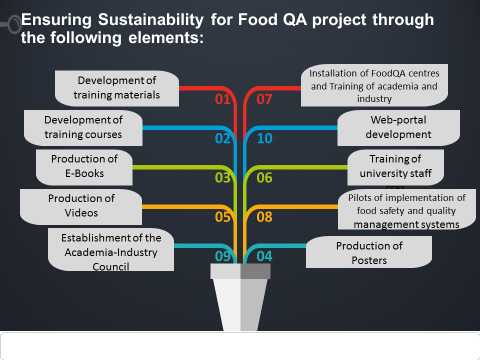 Ensuring Sustainability for Food QA project through
the following elements:
Development of
training materials
01
07
Installation of FoodQA centres
and Training of academia and
industry
Development of
training courses
02
10
Web-portal
development
Production of
E-Books
03
06
Training of
university staff
Production of
Videos
05
08
Pilots of implementation of
food safety and quality
management systems
Establishment of the
Academia-Industry
Council
09
04
Production of
Posters